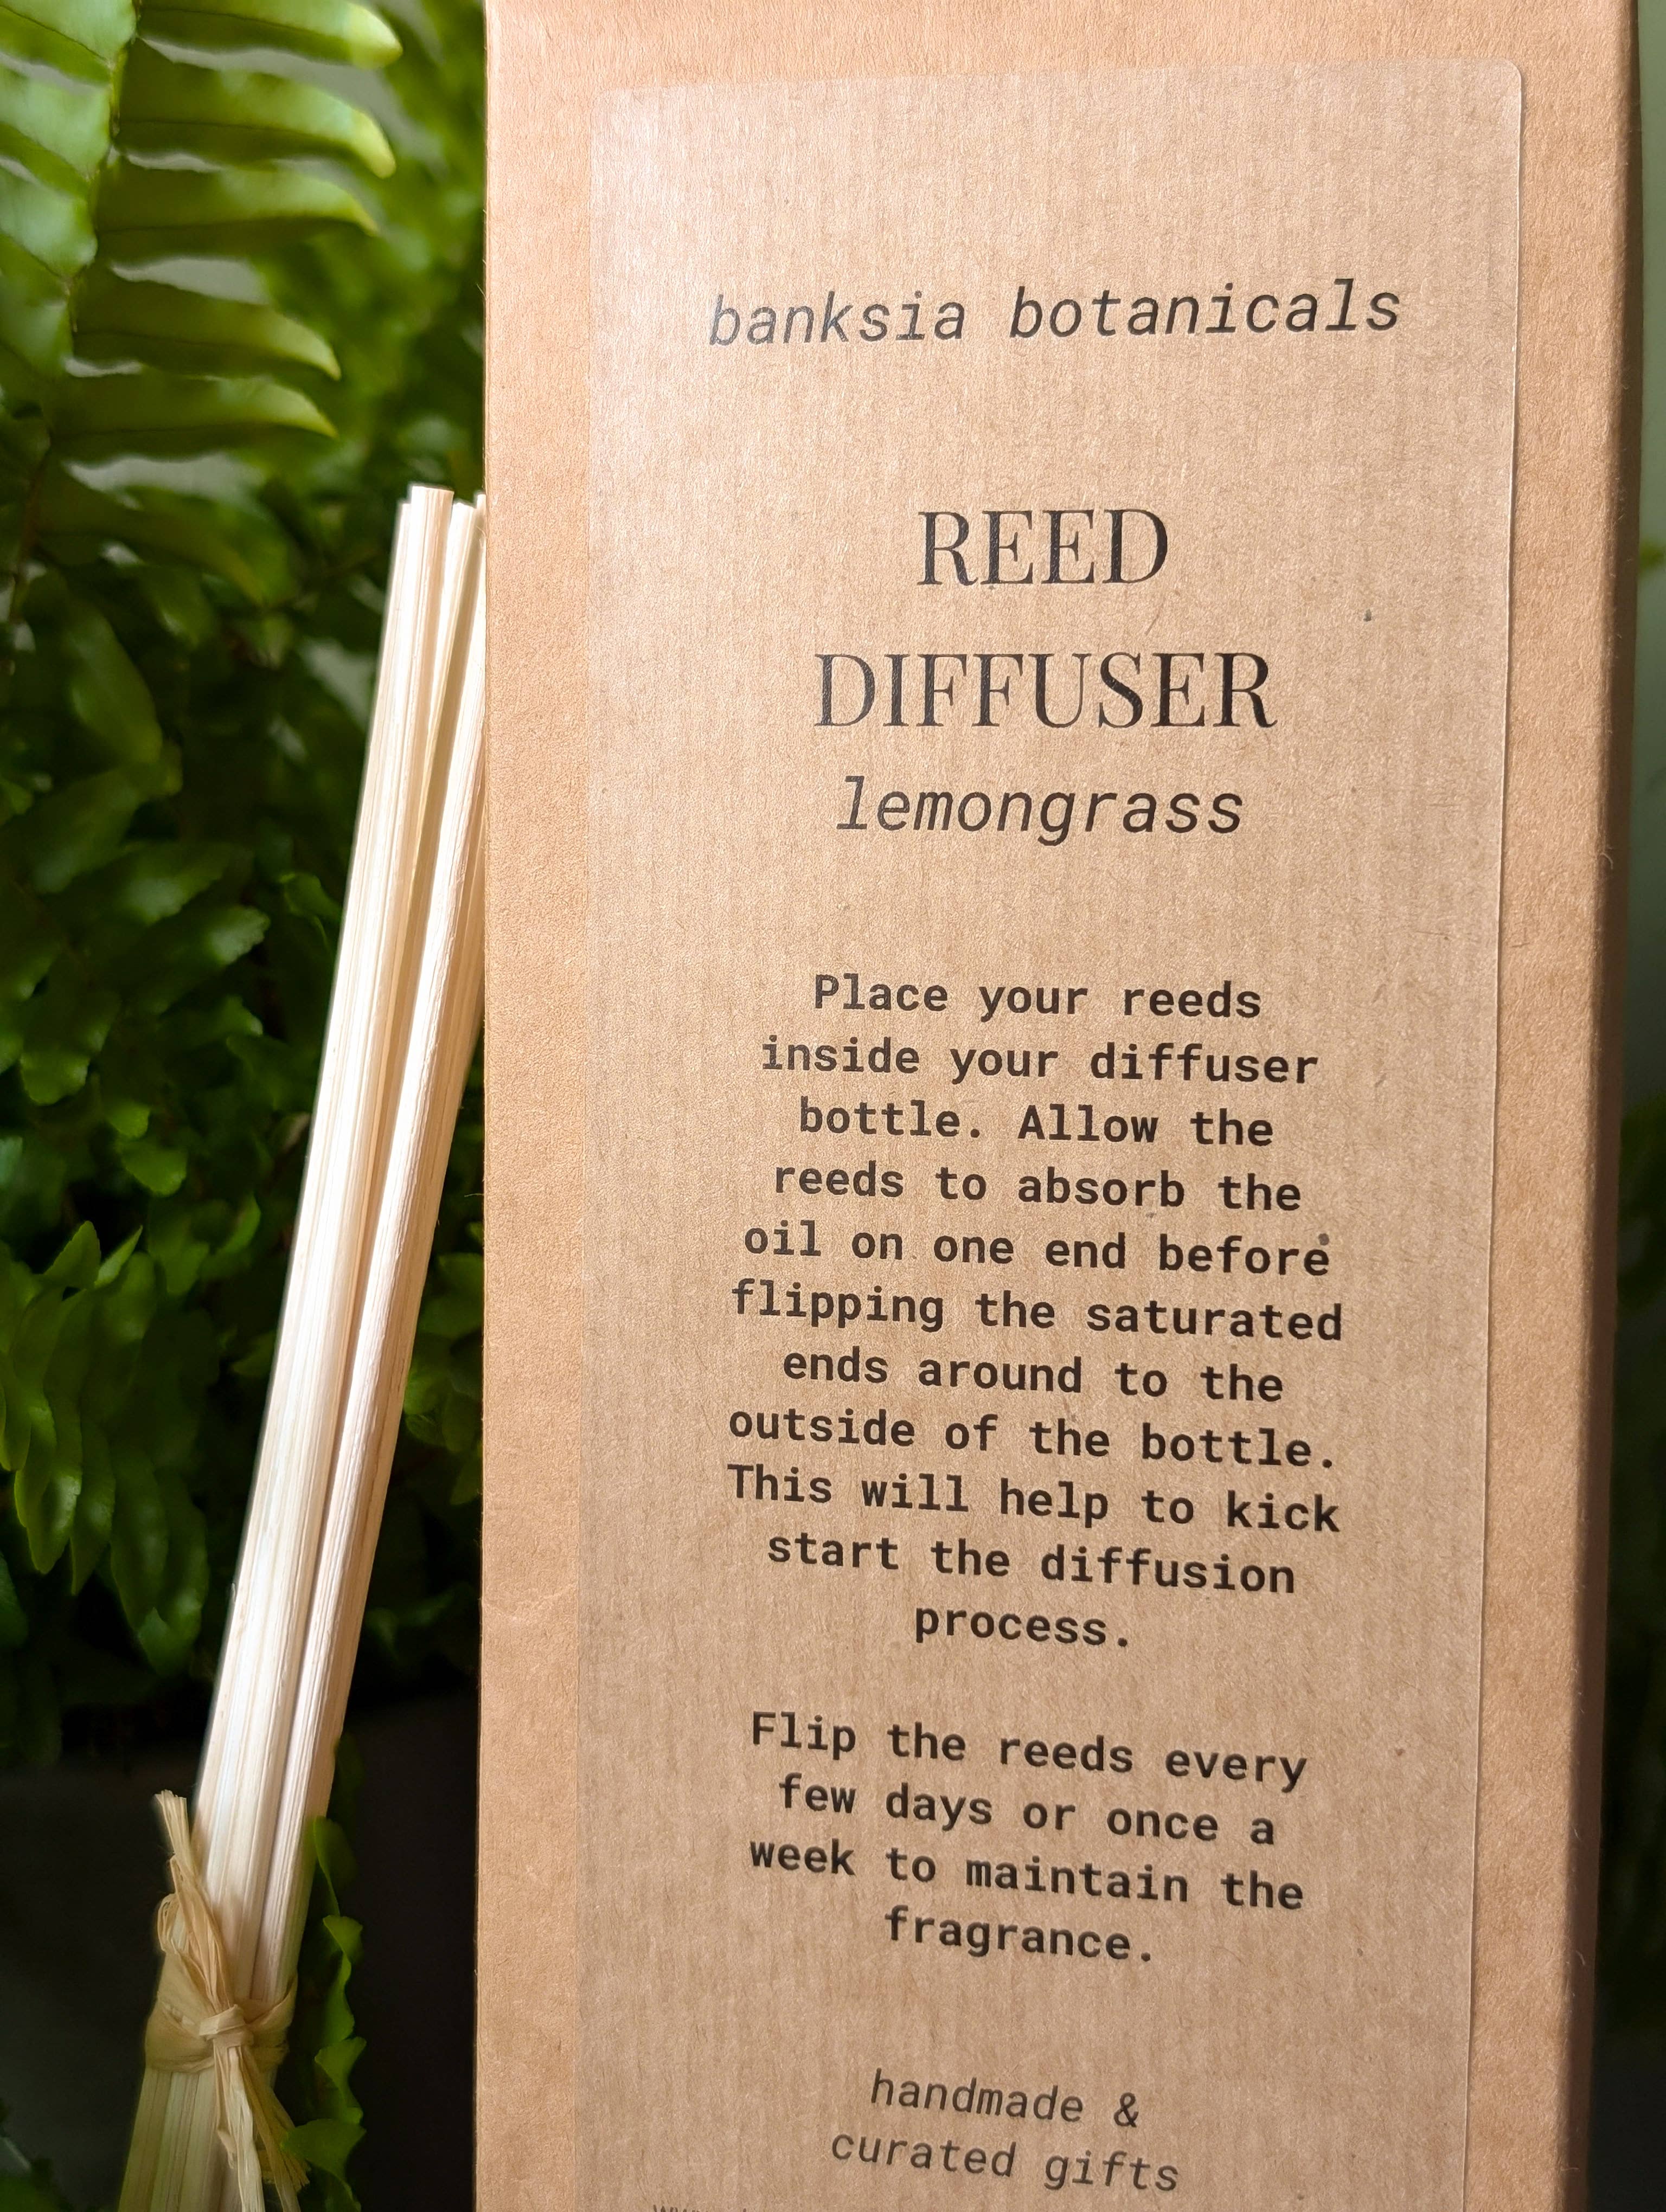 banksia botanicals
REED
DIFFUSER
lemongrass
Place your reeds
inside your diffuser
bottle. Allow the
reeds to absorb the
oil on one end before
flipping the saturated
ends around to the
outside of the bottle.
This will help to kick
start the diffusion
process.
Flip the reeds every
few days or once a
week to maintain the
fragrance.
handmade &
curated gifts